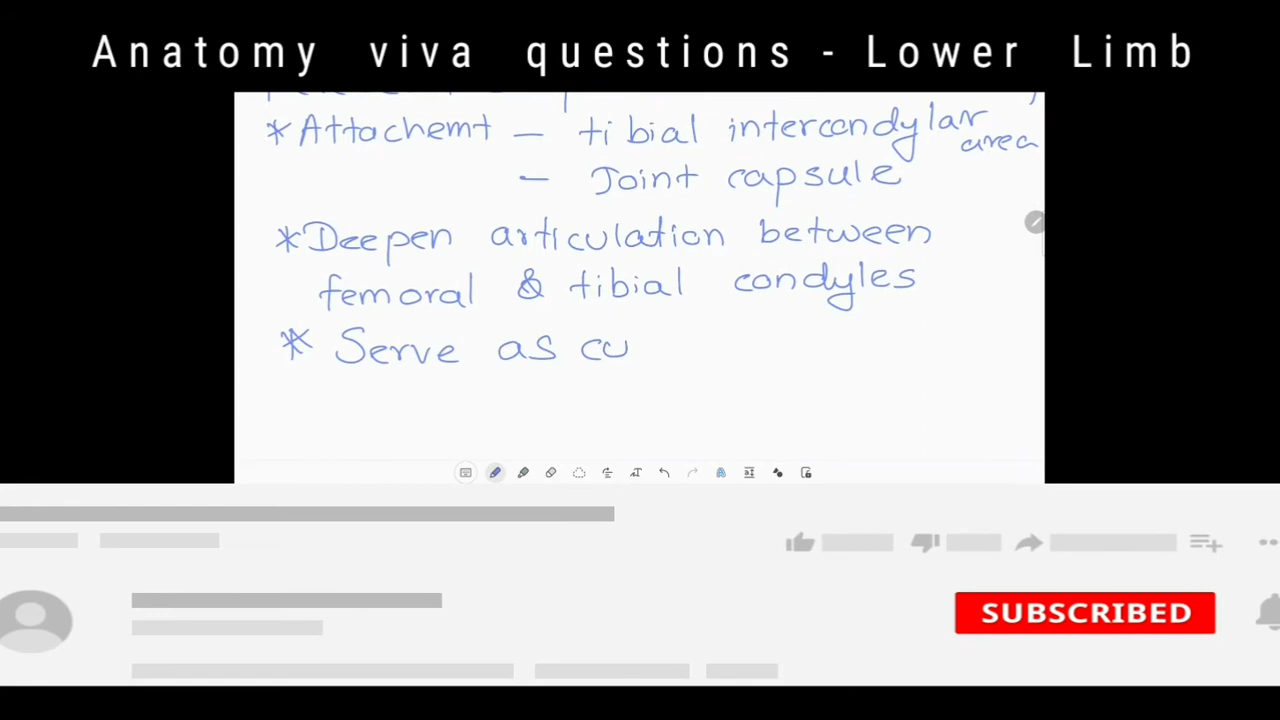 Anatomy viva questions - Lower Limb
* Attachemt - tibial intercondylar
area
- Joint capsule
* Deepen articulation between
femoral & tibial condyles
* Serve as cu
SUBSCRIBED